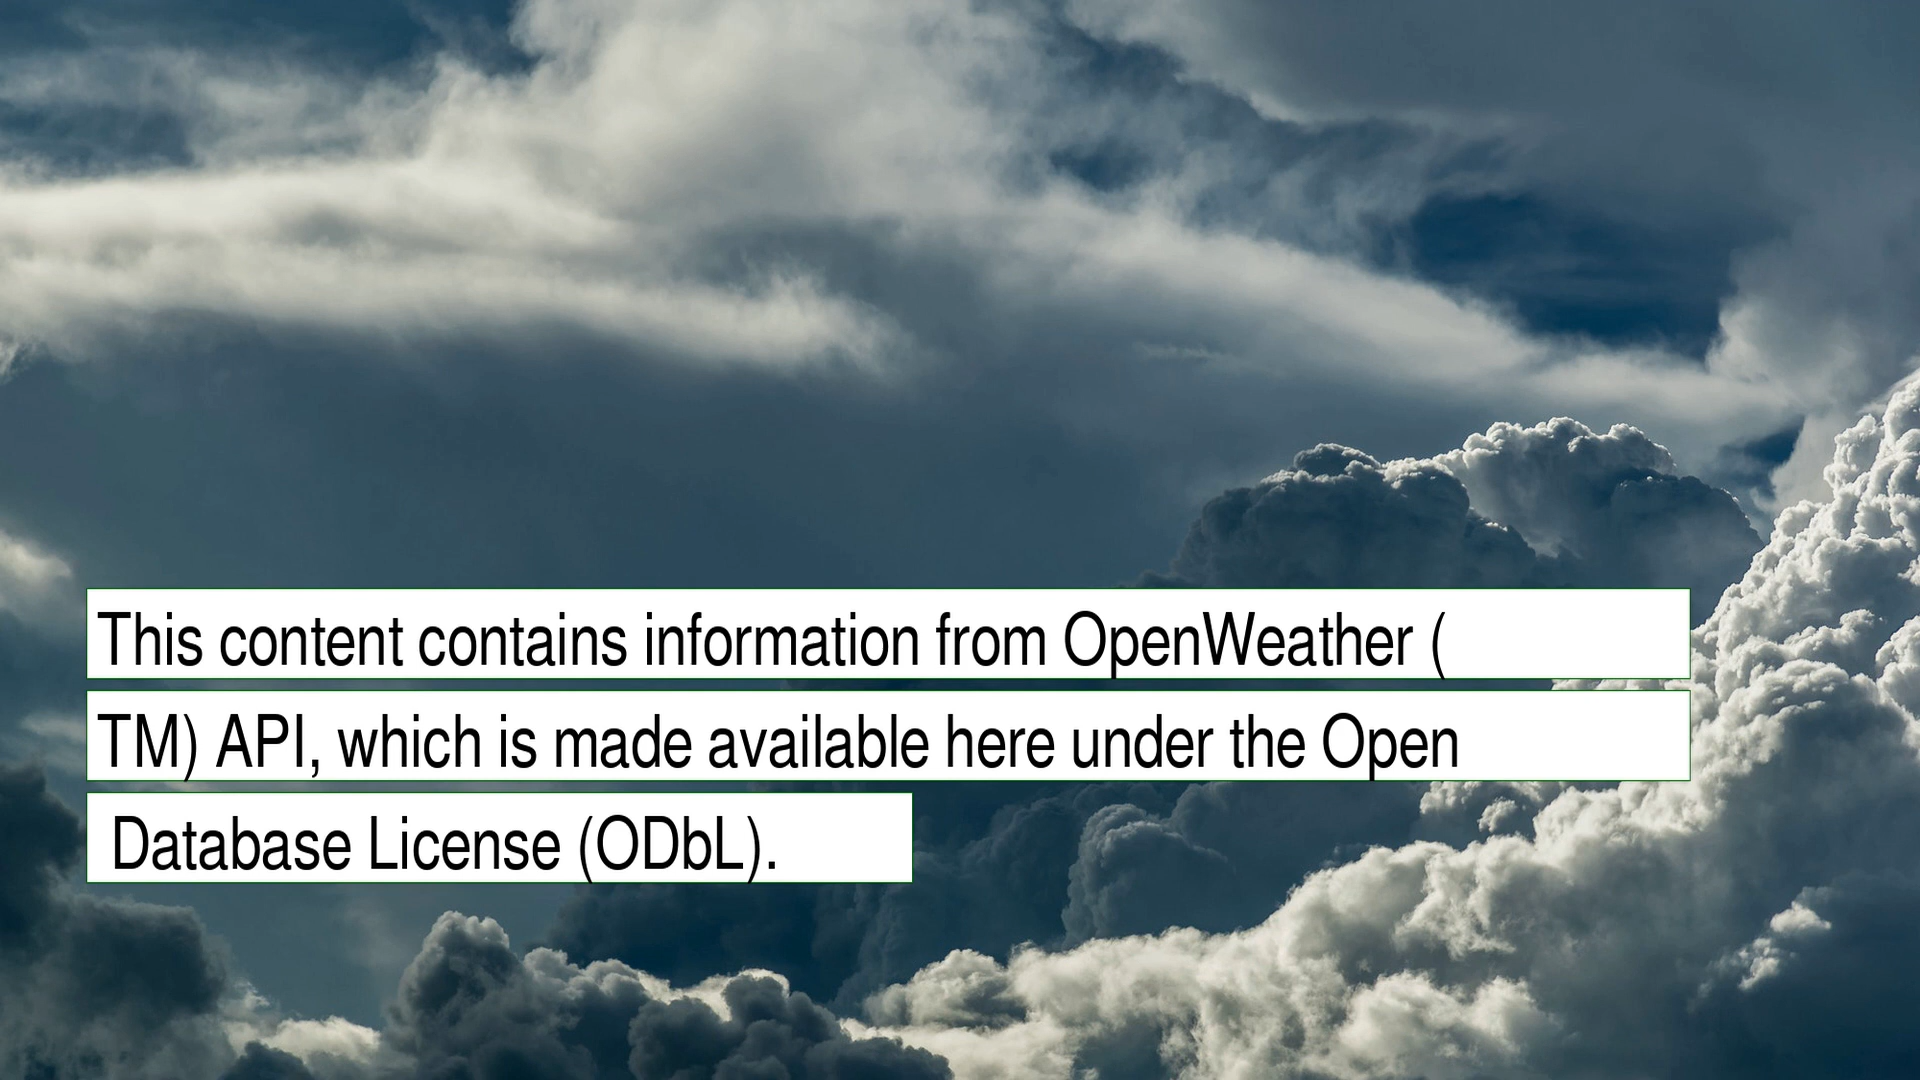 This content contains information from OpenWeather (
TM) API, which is made available here under the Open
Database License (ODbL).